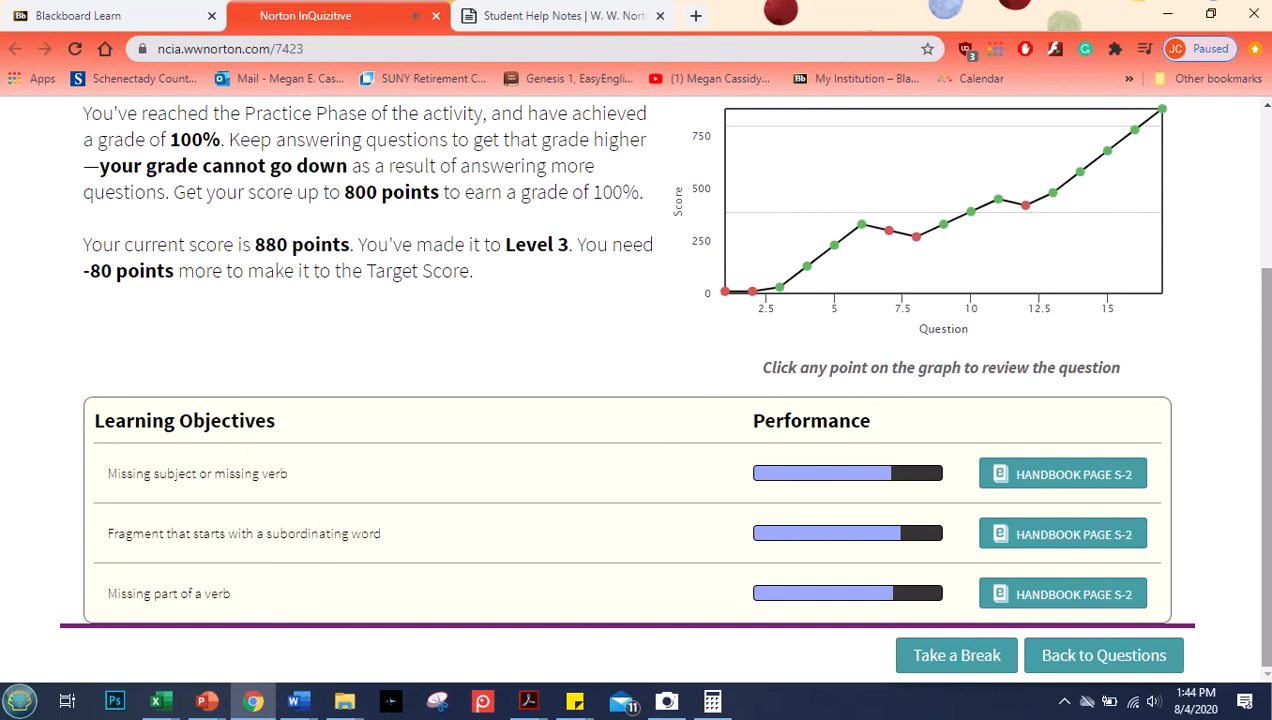 Blackboard Learn
Norton InQuizitive
Student Help Notes | W. W. Nort
ncia.wwnorton.com/7423
3
JC Paused
Apps
Schenectady Count...
Mail - Megan E. Cas...
SUNY Retirement C...
Genesis 1, EasyEngli...
(1) Megan Cassidy...
My Institution – Bla...
Calendar
»
Other bookmarks
You've reached the Practice Phase of the activity, and have achieved
a grade of 100%. Keep answering questions to get that grade higher
—your grade cannot go down as a result of answering more
questions. Get your score up to 800 points to earn a grade of 100%.
Your current score is 880 points. You've made it to Level 3. You need
-80 points more to make it to the Target Score.
Score
750
500
250
0
2.5 5 7.5 10 12.5 15
Question
Click any point on the graph to review the question
Learning Objectives Performance
Missing subject or missing verb HANDBOOK PAGE S-2
Fragment that starts with a subordinating word HANDBOOK PAGE S-2
Missing part of a verb HANDBOOK PAGE S-2
Take a Break Back to Questions
11
1:44 PM
8/4/2020